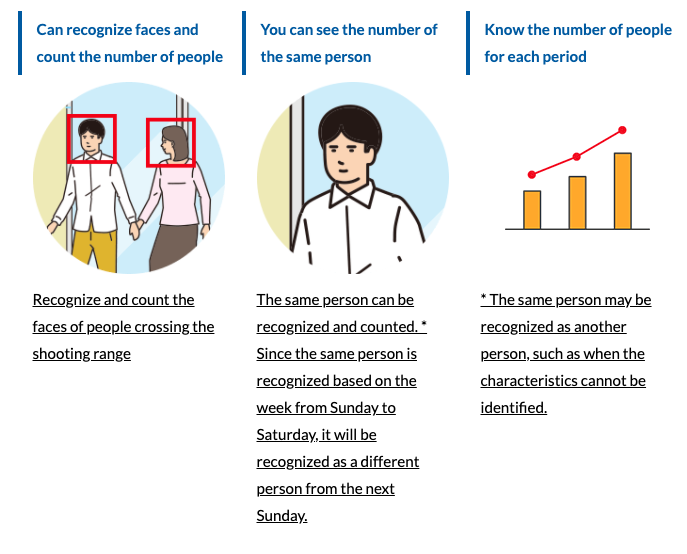 Can recognize faces and
count the number of people
You can see the number of
the same person
Know the number of people
for each period
Recognize and count the
faces of people crossing the
shooting range
The same person can be
recognized and counted. *
Since the same person is
recognized based on the
week from Sunday to
Saturday, it will be
recognized as a different
person from the next
Sunday.
* The same person may be
recognized as another
person, such as when the
characteristics cannot be
identified.